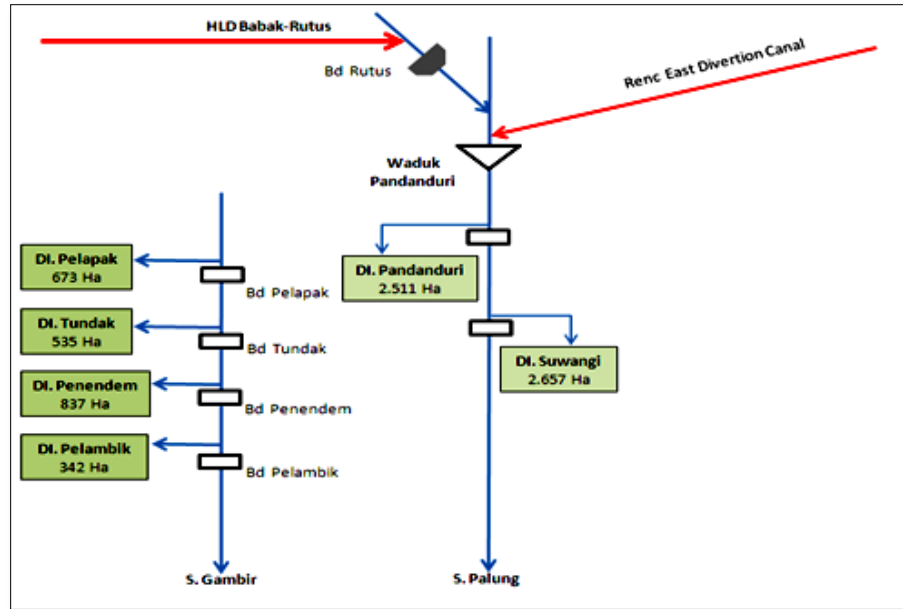 HLD Babak-Rutus
Bd Rutus
Renc East Divertion Canal
Waduk
Pandanduri
DI. Pelapak
673 Ha
Bd Pelapak
DI. Pandanduri
2.511 Ha
DI. Tundak
535 Ha
Bd Tundak
DI. Suwangi
2.657 Ha
DI. Penendem
837 Ha
Bd Penendem
DI. Pelambik
342 Ha
Bd Pelambik
S. Gambir
S. Palung